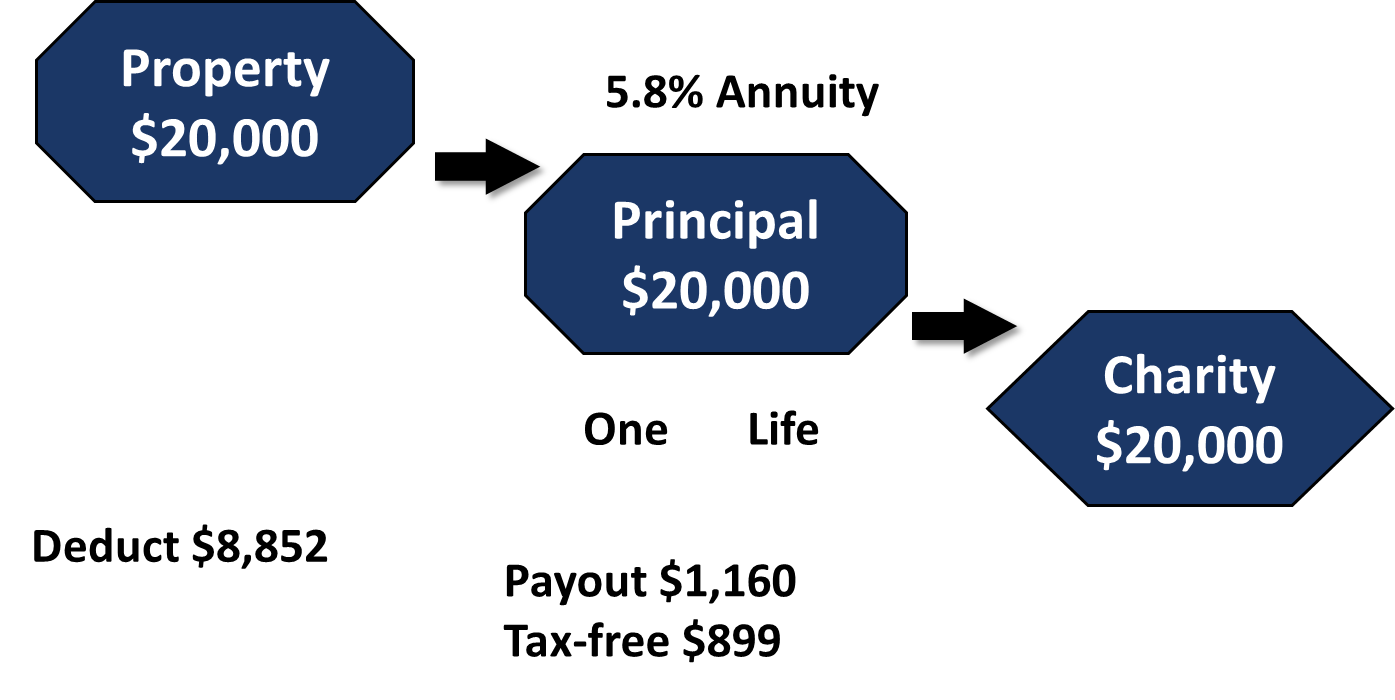 Property
$20,000
5.8% Annuity
Principal
$20,000
One Life
Charity
$20,000
Deduct $8,852
Payout $1,160
Tax-free $899